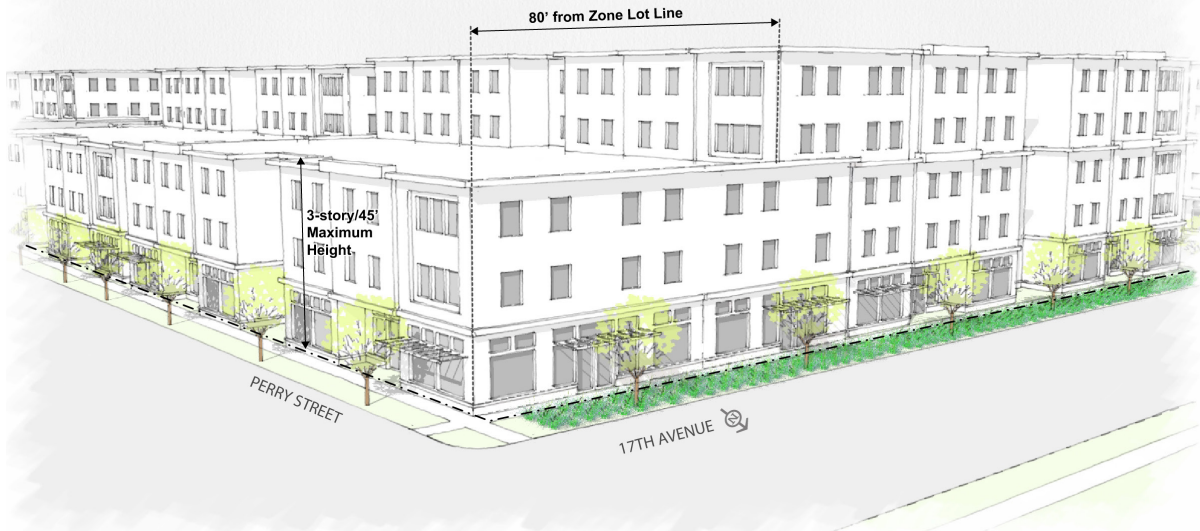 80’ from Zone Lot Line
3-story/45’
Maximum
Height
PERRY STREET
17TH AVENUE